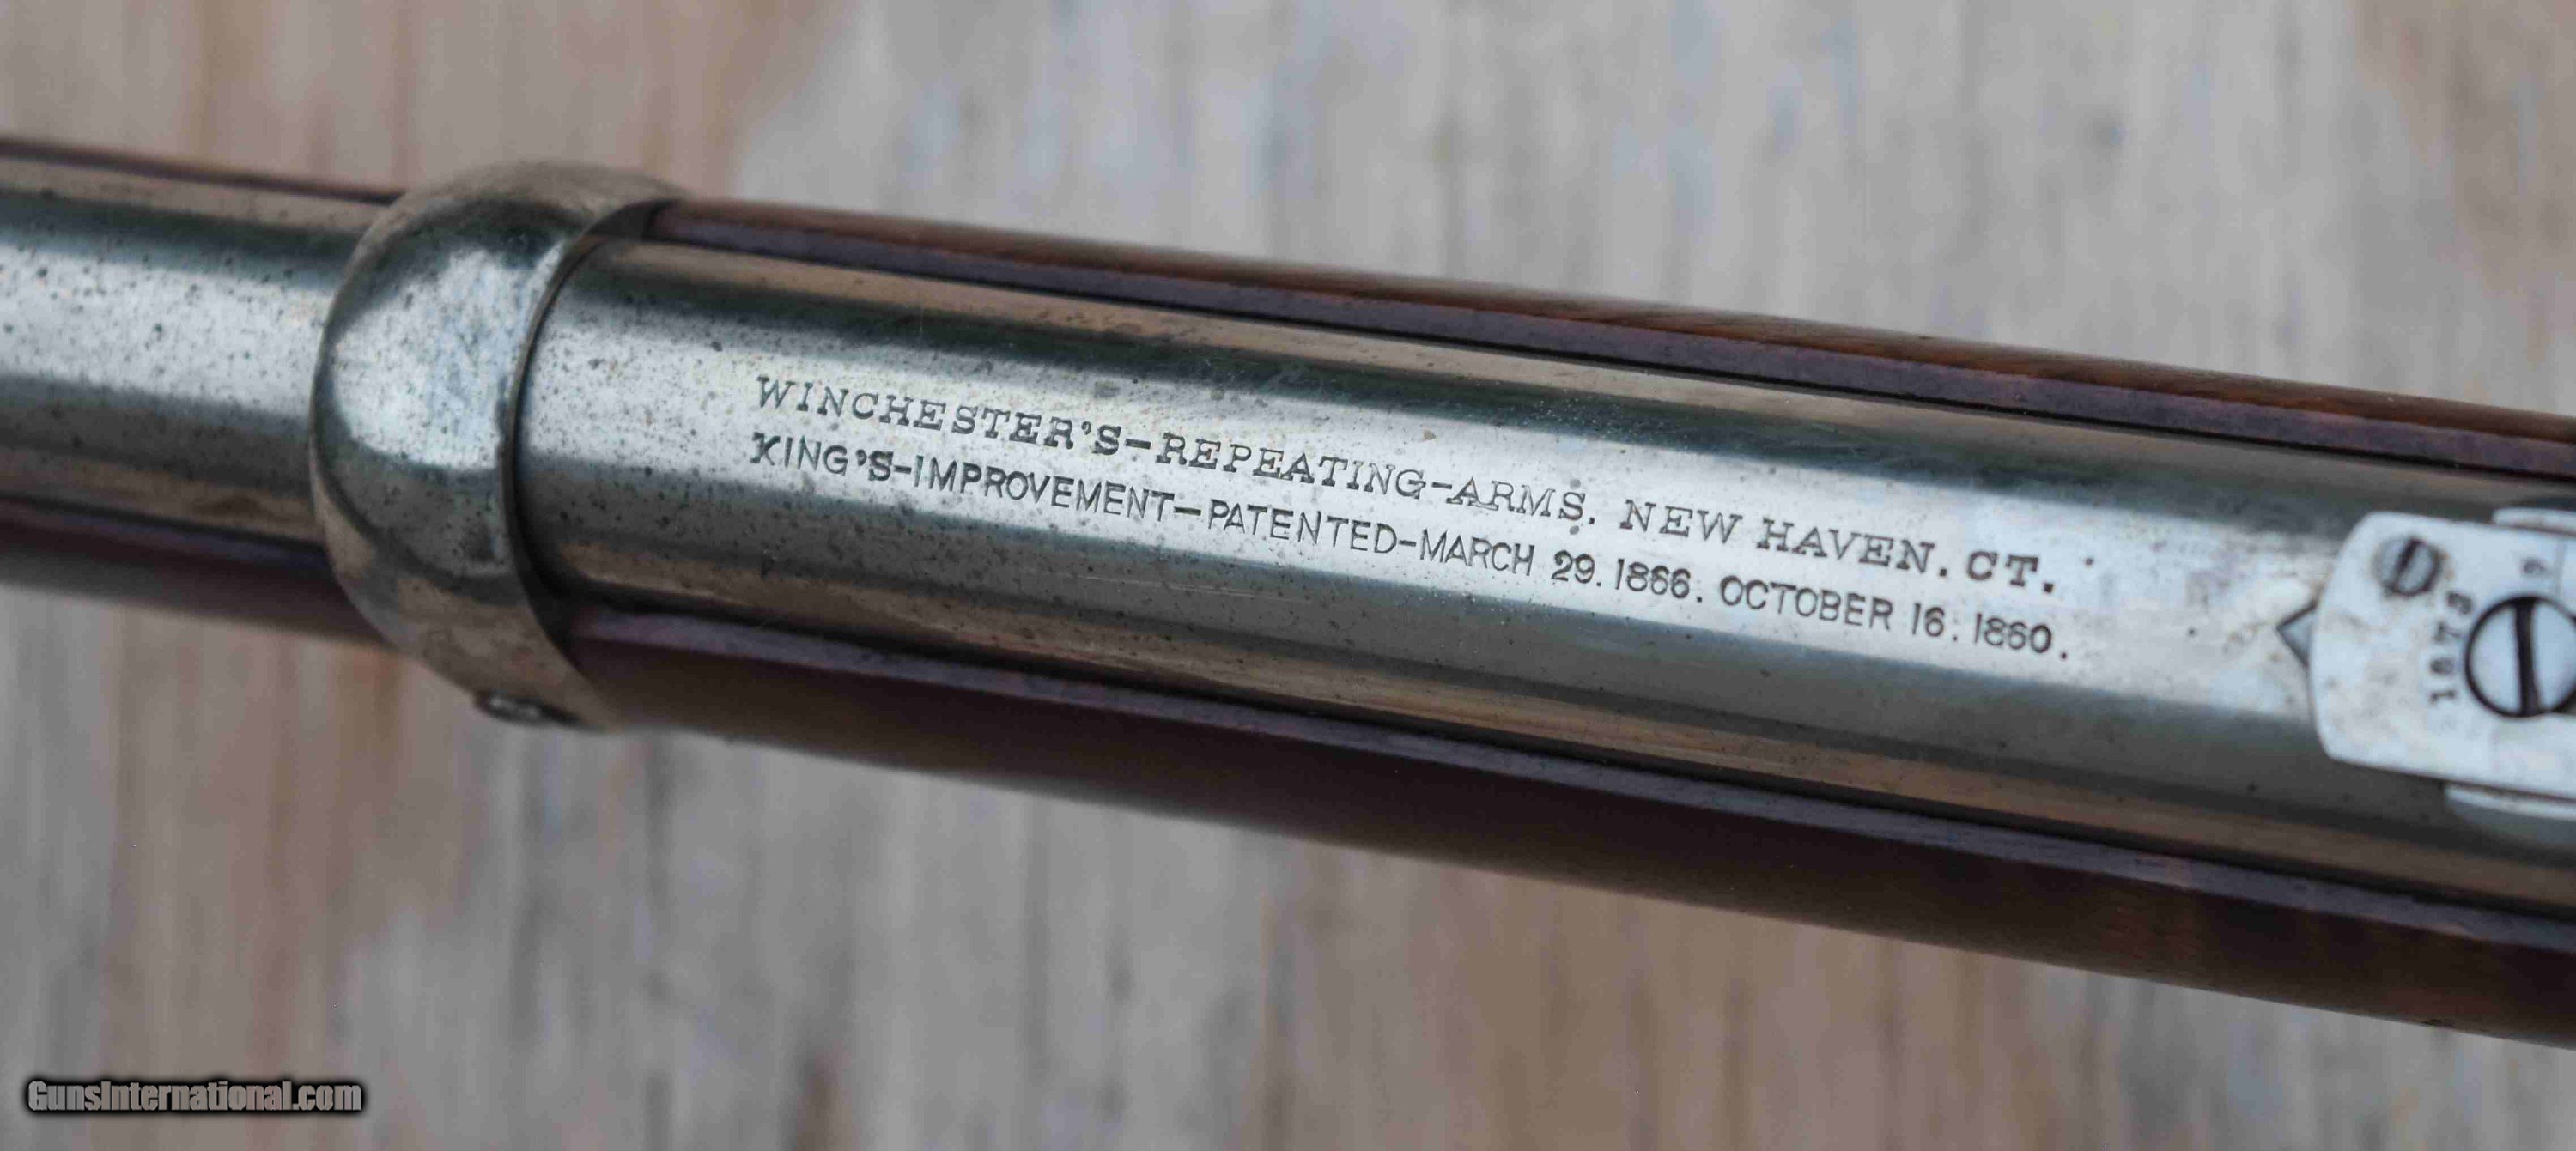 WINCHESTER'S-REPEATING-ARMS. NEW HAVEN. CT.
KING'S-IMPROVEMENT-PATENTED-MARCH 29. 1866. OCTOBER 16. 1860.
1873
GunsInternational.com